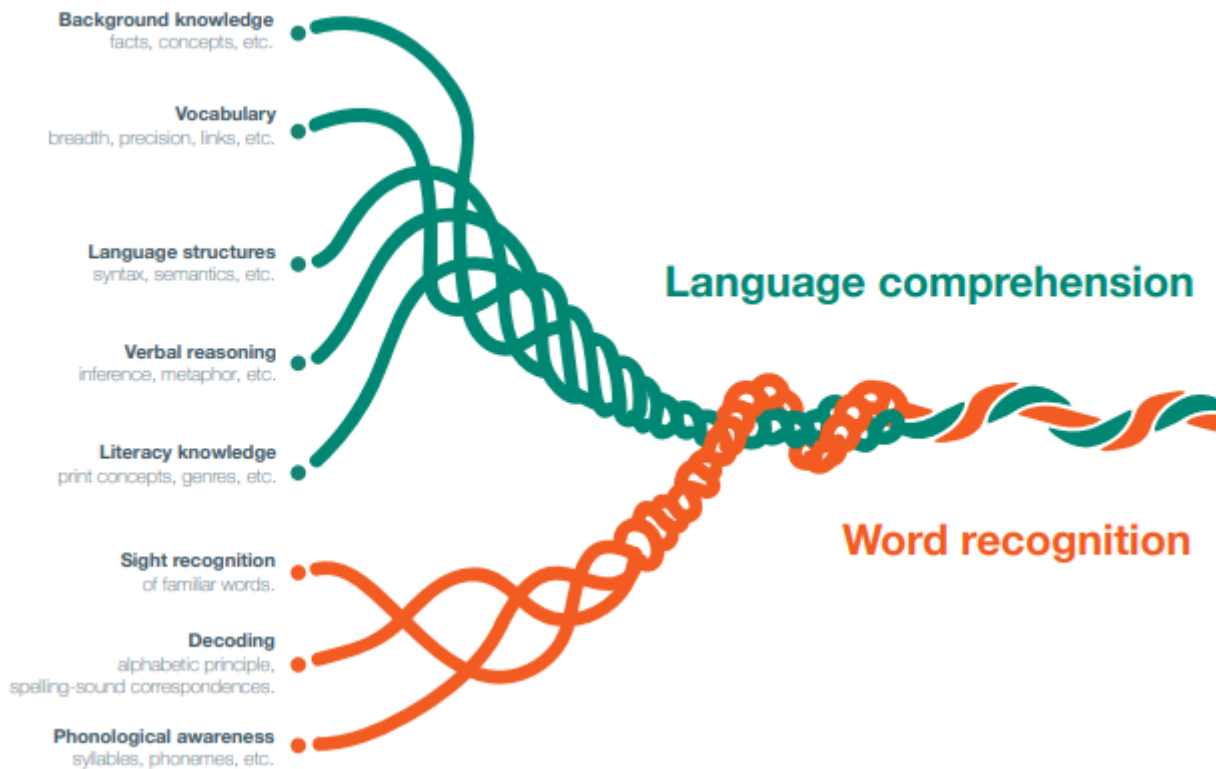 Background knowledge
facts, concepts, etc.
Vocabulary
breadth, precision, links, etc.
Language structures
syntax, semantics, etc.
Verbal reasoning
inference, metaphor, etc.
Literacy knowledge
print concepts, genres, etc.
Language comprehension
Word recognition
Sight recognition
of familiar words.
Decoding
alphabetic principle,
spelling-sound correspondences.
Phonological awareness
syllables, phonemes, etc.